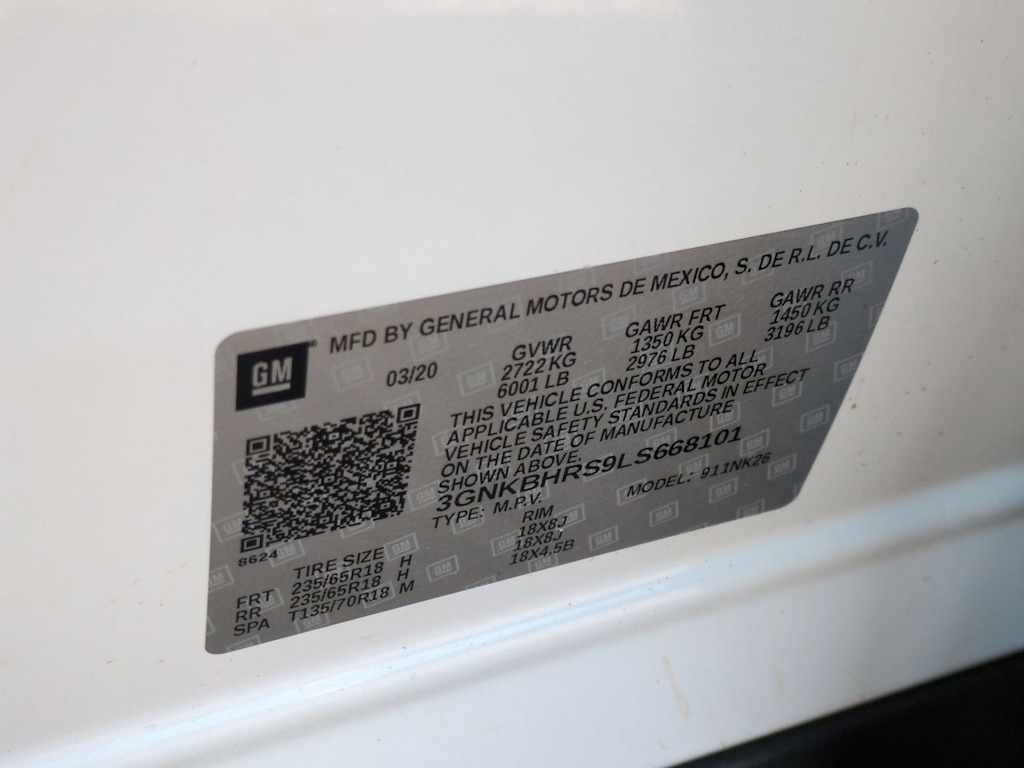 MFD BY GENERAL MOTORS DE MEXICO, S. DE R.L. DE C.V.
GM
03/20
GVWR GAWR FRT GAWR RR
2722 KG 1350 KG 1450 KG
6001 LB 2976 LB 3196 LB
THIS VEHICLE CONFORMS TO ALL
APPLICABLE U.S. FEDERAL MOTOR
VEHICLE SAFETY STANDARDS IN EFFECT
ON THE DATE OF MANUFACTURE
SHOWN ABOVE.
3GNKBHRS9LS668101
TYPE: M.P.V. MODEL: 911NK26
8624
TIRE SIZE RIM
FRT 235/65R18 H 18X8J
RR 235/65R18 H 18X8J
SPA T135/70R18 M 18X4.5B